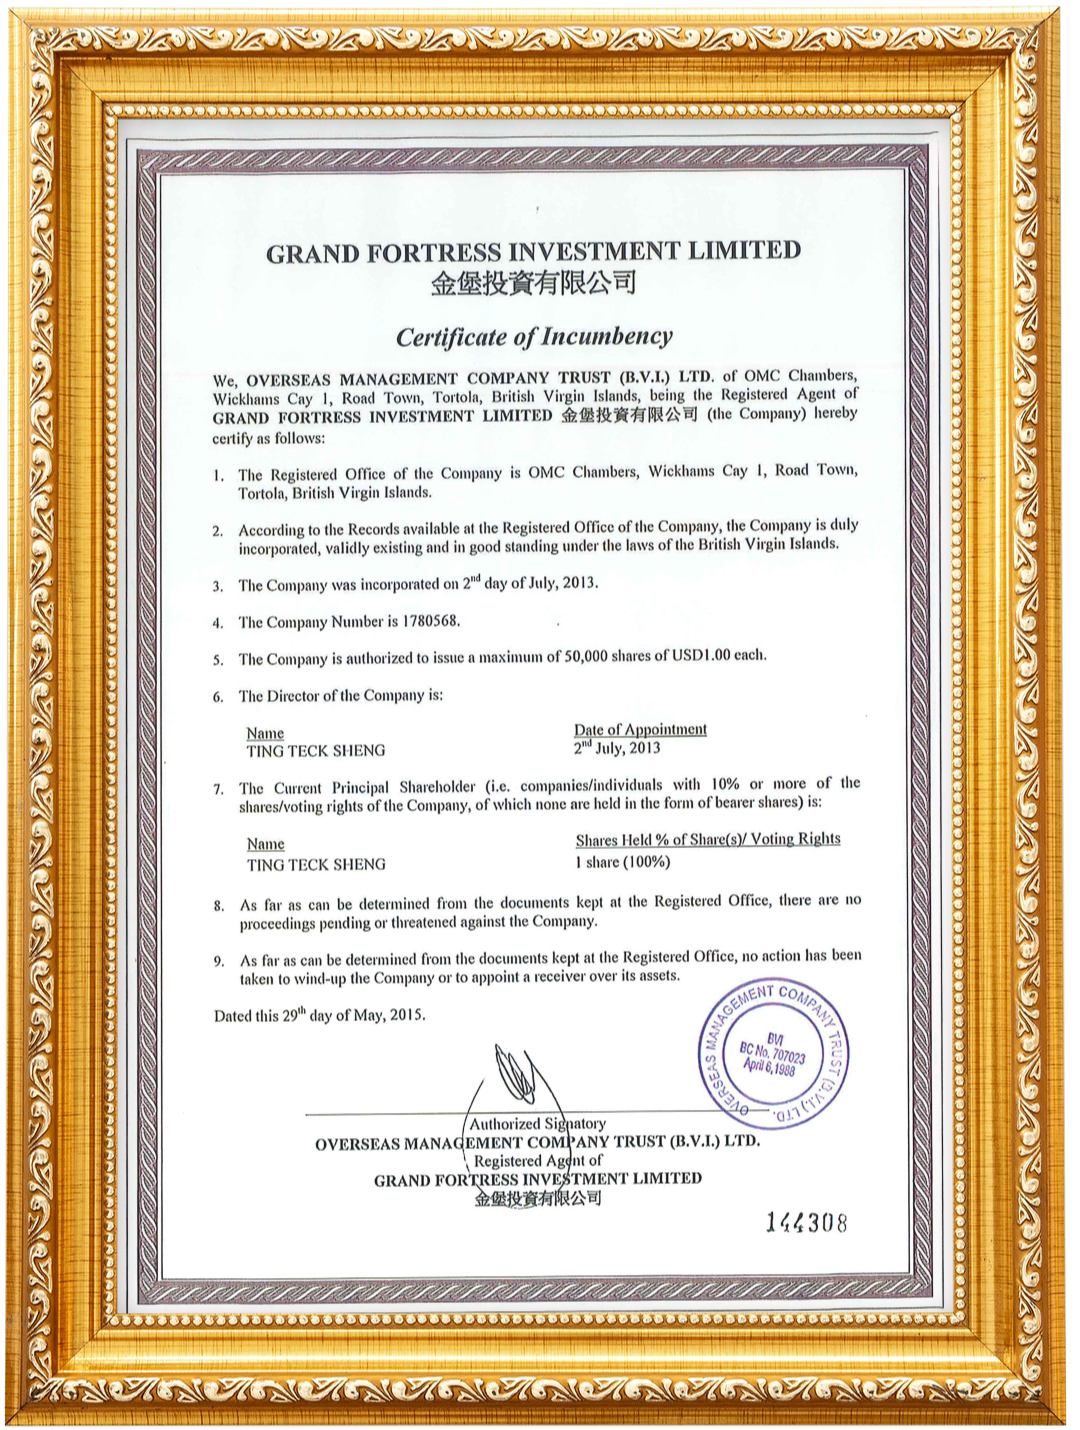 GRAND FORTRESS INVESTMENT LIMITED
金堡投資有限公司
Certificate of Incumbency
We, OVERSEAS MANAGEMENT COMPANY TRUST (B.V.I.) LTD. of OMC Chambers,
Wickhams Cay 1, Road Town, Tortola, British Virgin Islands, being the Registered Agent of
GRAND FORTRESS INVESTMENT LIMITED 金堡投資有限公司 (the Company) hereby
certify as follows:
1. The Registered Office of the Company is OMC Chambers, Wickhams Cay 1, Road Town,
Tortola, British Virgin Islands.
2. According to the Records available at the Registered Office of the Company, the Company is duly
incorporated, validly existing and in good standing under the laws of the British Virgin Islands.
3. The Company was incorporated on 2nd day of July, 2013.
4. The Company Number is 1780568.
5. The Company is authorized to issue a maximum of 50,000 shares of USD1.00 each.
6. The Director of the Company is:
Name Date of Appointment
TING TECK SHENG 2nd July, 2013
7. The Current Principal Shareholder (i.e. companies/individuals with 10% or more of the
shares/voting rights of the Company, of which none are held in the form of bearer shares) is:
Name Shares Held % of Share(s)/ Voting Rights
TING TECK SHENG 1 share (100%)
8. As far as can be determined from the documents kept at the Registered Office, there are no
proceedings pending or threatened against the Company.
9. As far as can be determined from the documents kept at the Registered Office, no action has been
taken to wind-up the Company or to appoint a receiver over its assets.
Dated this 29th day of May, 2015.
OVERSEAS MANAGEMENT COMPANY TRUST (B.V.I.) LTD.
BVI
BC No. 707023
April 6, 1988
Authorized Signatory
OVERSEAS MANAGEMENT COMPANY TRUST (B.V.I.) LTD.
Registered Agent of
GRAND FORTRESS INVESTMENT LIMITED
金堡投資有限公司
144308